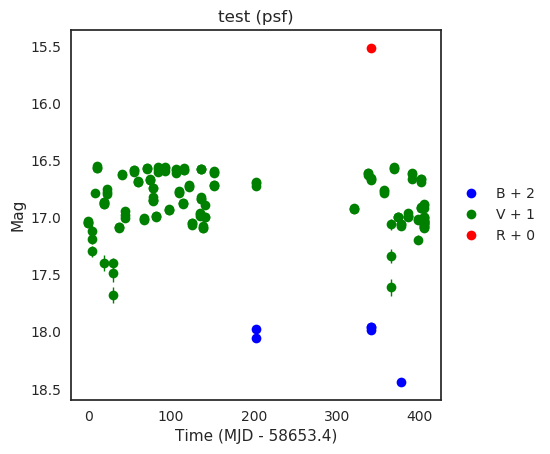 test (psf)
15.5
16.0
16.5
17.0
17.5
18.0
18.5
Mag
0
100
200
300
400
Time (MJD - 58653.4)
B + 2
V + 1
R + 0